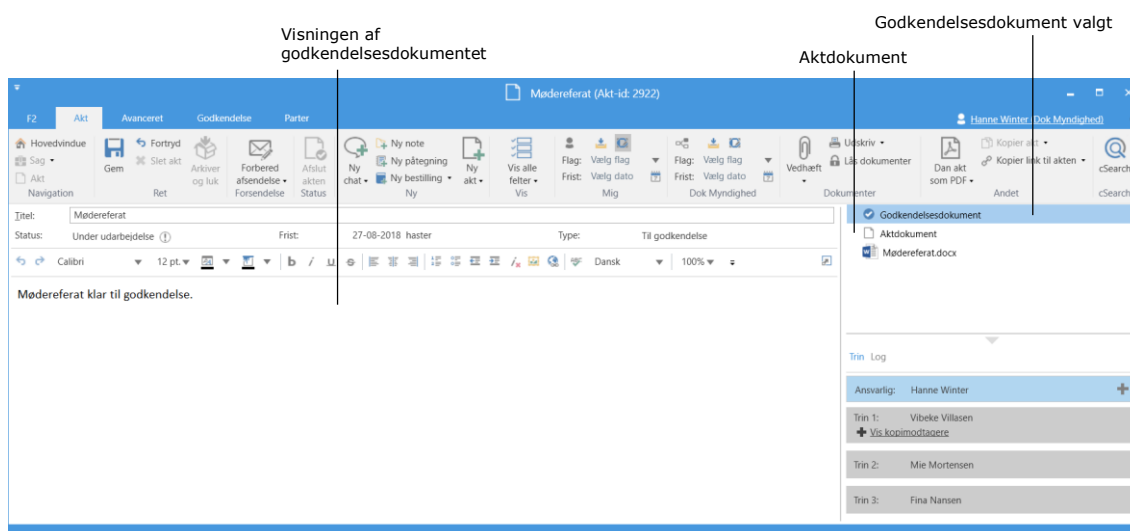 Godkendelsesdokument valgt
Visningen af
godkendelsesdokumentet
Aktdokument
Mødereferat (Akt-id: 2922)
F2 Akt Avanceret Godkendelse Parter Hanne Winter (Dok Myndighed)
Hovedvindue
Sag
Akt
Navigation
Gem
Fortryd
Slet akt
Ret
Arkiver
og luk
Forbered
afsendelse
Forsendelse
Afslut
akten
Status
Ny
chat
Ny note
Ny påtegning
Ny bestilling
Ny
akt
Ny
Vis alle
felter
Vis
Flag: Vælg flag
Frist: Vælg dato
Mig
Flag: Vælg flag
Frist: Vælg dato
Dok Myndighed
Vedhæft
Udskriv
Lås dokumenter
Dokumenter
Dan akt
som PDF
Kopier akt
Kopier link til akten
Andet
cSearch
cSearch
Titel: Mødereferat
Status: Under udarbejdelse Frist: 27-08-2018 haster Type: Til godkendelse
Calibri 12 pt. b i u s Dansk 100%
Mødereferat klar til godkendelse.
Godkendelsesdokument
Aktdokument
Mødereferat.docx
Trin Log
Ansvarlig: Hanne Winter
Trin 1: Vibeke Villasen
Vis kopimodtagere
Trin 2: Mie Mortensen
Trin 3: Fina Nansen